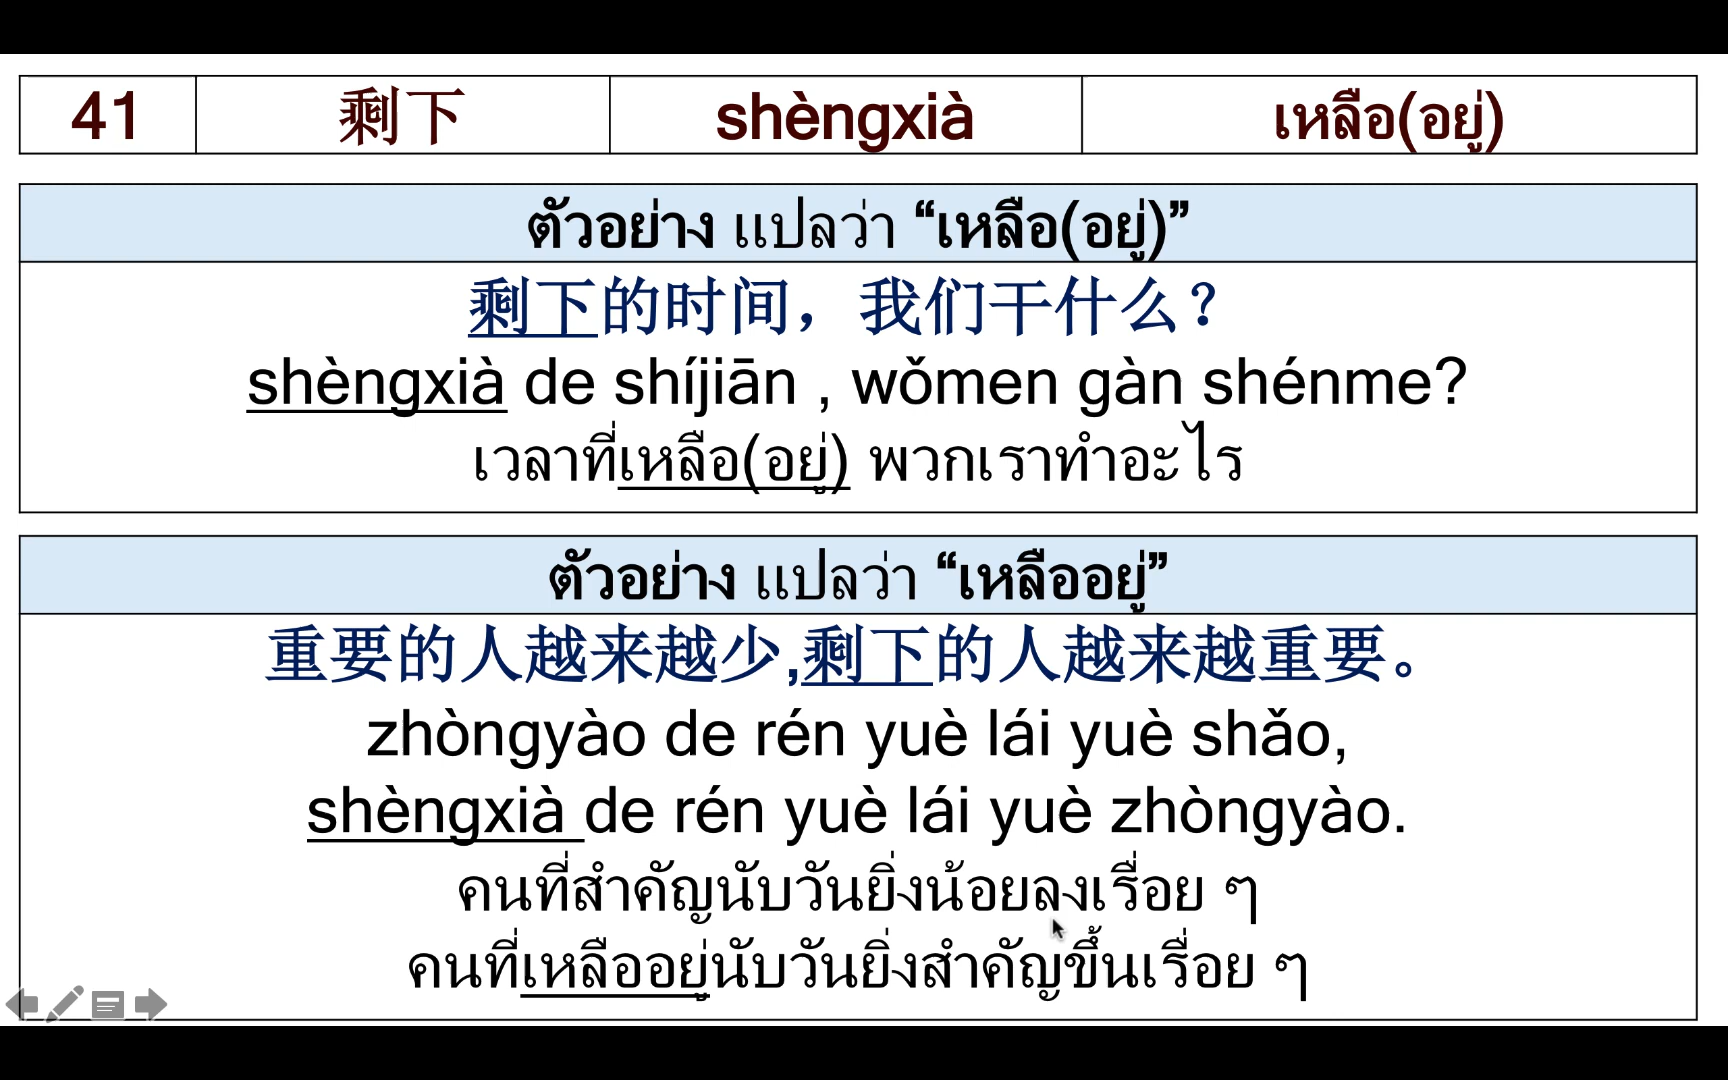 41 剩下 shèngxià เหลือ(อยู่)
ตัวอย่าง แปลว่า “เหลือ(อยู่)”
剩下的时间，我们干什么？
shèngxià de shíjiān , wǒmen gàn shénme?
เวลาที่เหลือ(อยู่) พวกเราทำอะไร
ตัวอย่าง แปลว่า “เหลืออยู่”
重要的人越来越少,剩下的人越来越重要。
zhòngyào de rén yuè lái yuè shǎo,
shèngxià de rén yuè lái yuè zhòngyào.
คนที่สำคัญนับวันยิ่งน้อยลงเรื่อย ๆ
คนที่เหลืออยู่นับวันยิ่งสำคัญขึ้นเรื่อย ๆ